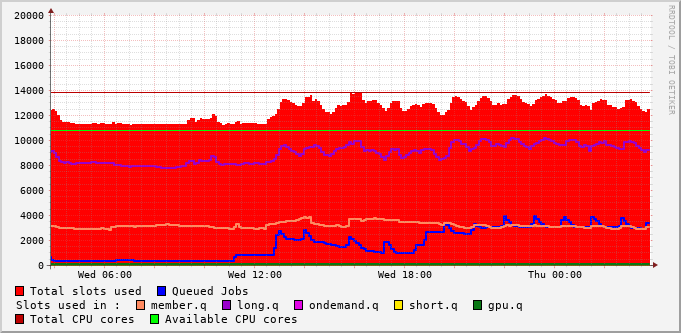 20000
18000
16000
14000
12000
10000
8000
6000
4000
2000
0
Wed 06:00 Wed 12:00 Wed 18:00 Thu 00:00
Total slots used Queued Jobs
Slots used in : member.q long.q ondemand.q short.q gpu.q
Total CPU cores Available CPU cores
RRDTOOL / TOBI OETIKER